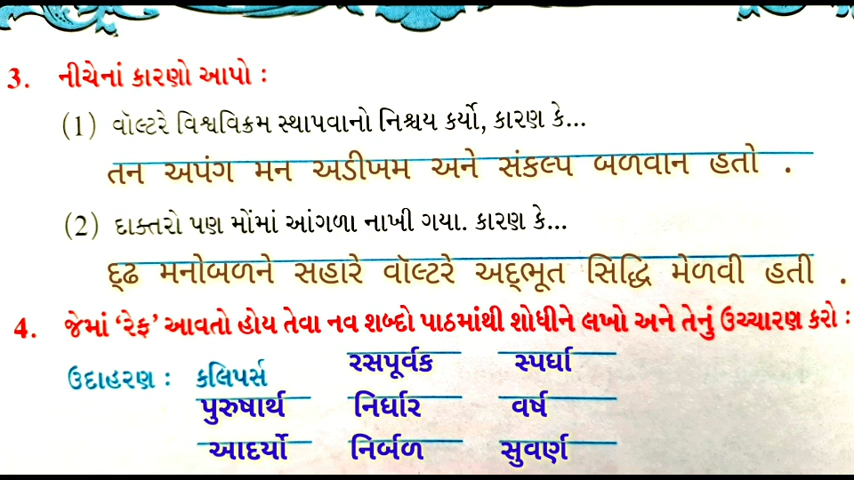 3. નીચેનાં કારણો આપો :
(1) વૉલ્ટરે વિશ્વવિક્રમ સ્થાપવાનો નિશ્ચય કર્યો, કારણ કે...
તન અપંગ મન અડીખમ અને સંકલ્પ બળવાન હતો .
(2) દાક્તરો પણ મોંમાં આંગળા નાખી ગયા. કારણ કે...
દૃઢ મનોબળને સહારે વૉલ્ટરે અદ્‌ભૂત સિદ્ધિ મેળવી હતી .
4. જેમાં ‘રેફ’ આવતો હોય તેવા નવ શબ્દો પાઠમાંથી શોધીને લખો અને તેનું ઉચ્ચારણ કરો :
ઉદાહરણ : કલિપર્સ રસપૂર્વક સ્પર્ધા
પુરુષાર્થ નિર્ધાર વર્ષ
આદર્યો નિર્બળ સુવર્ણ